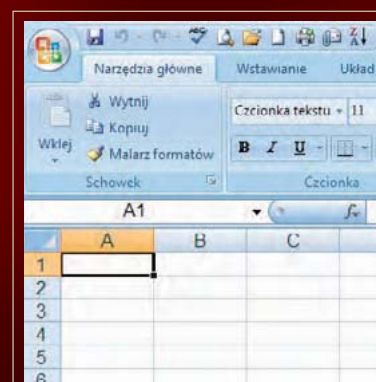 Narzędzia główne Wstawianie Układ
Wytnij
Kopiuj
Wklej
Malarz formatów
Schowek
Czcionka tekstu 11
B I U
Czcionka
A1 fx
A B C
1
2
3
4
5
6